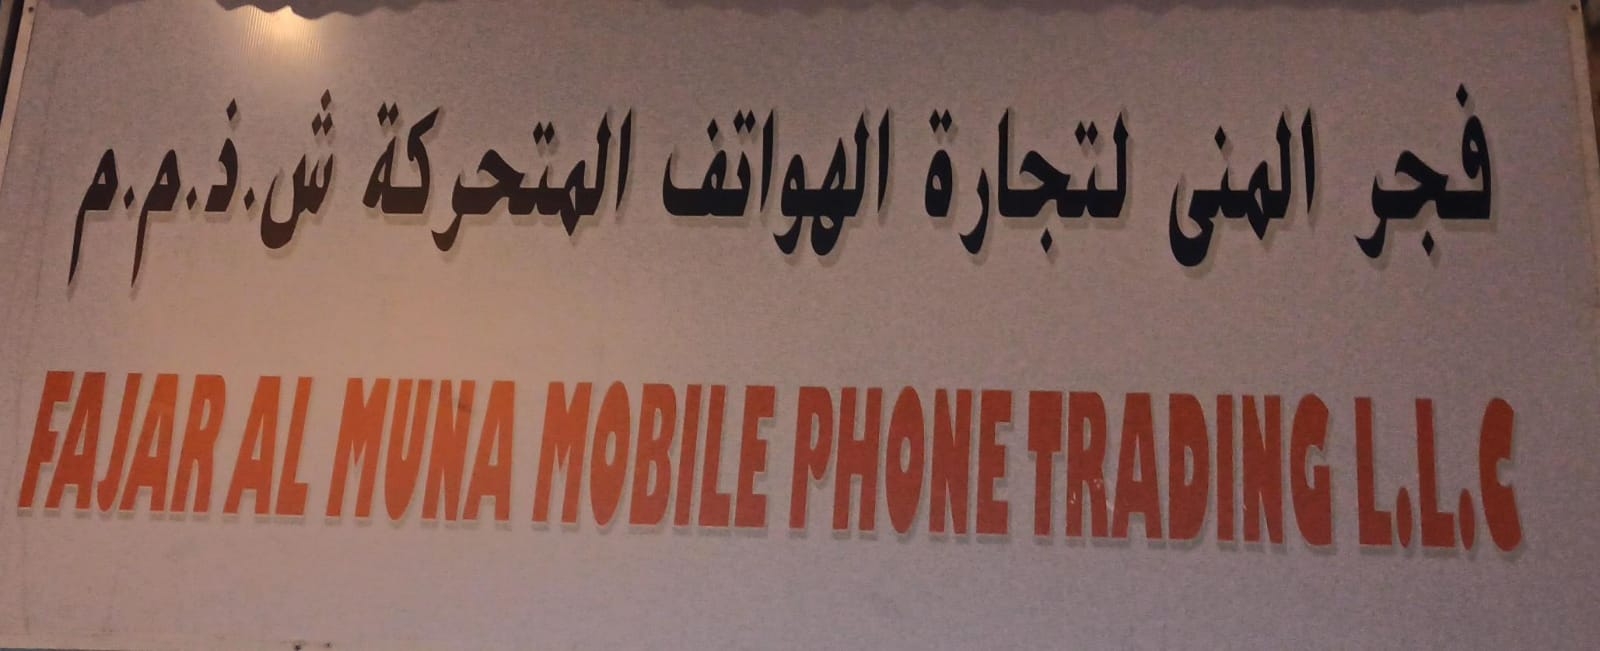 فجر المنى لتجارة الهواتف المتحركة ش.ذ.م.م
FAJAR AL MUNA MOBILE PHONE TRADING L.L.C